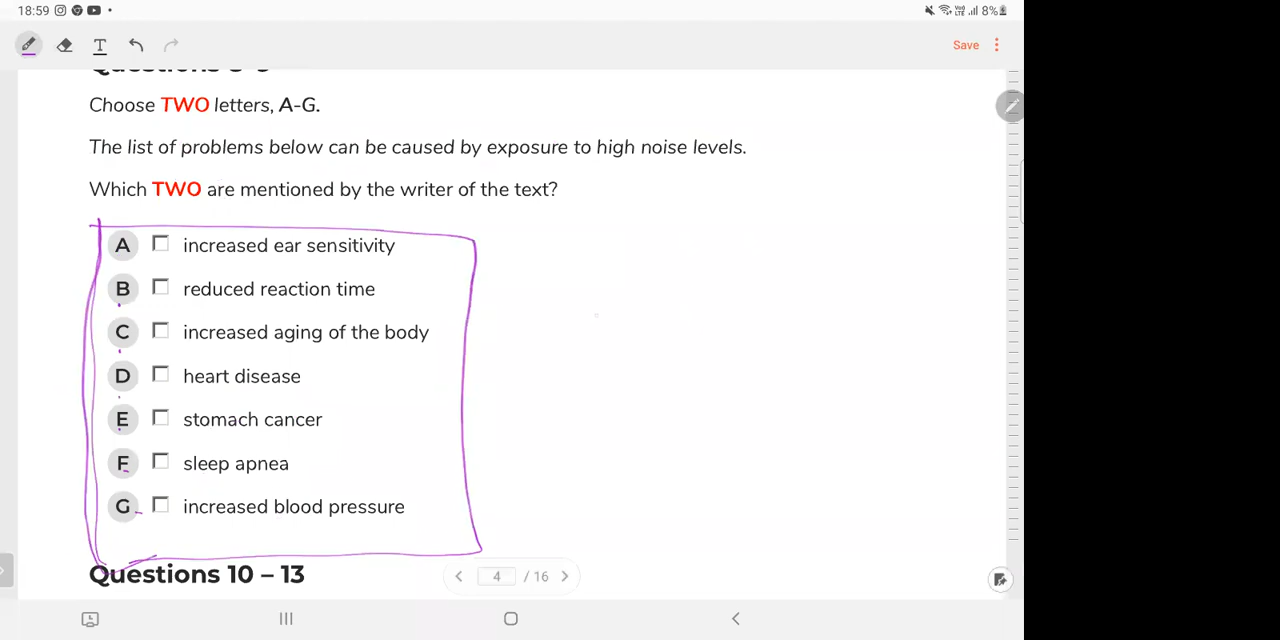 18:59
8%
Save
Choose TWO letters, A-G.
The list of problems below can be caused by exposure to high noise levels.
Which TWO are mentioned by the writer of the text?
A increased ear sensitivity
B reduced reaction time
C increased aging of the body
D heart disease
E stomach cancer
F sleep apnea
G increased blood pressure
Questions 10 – 13
4 / 16